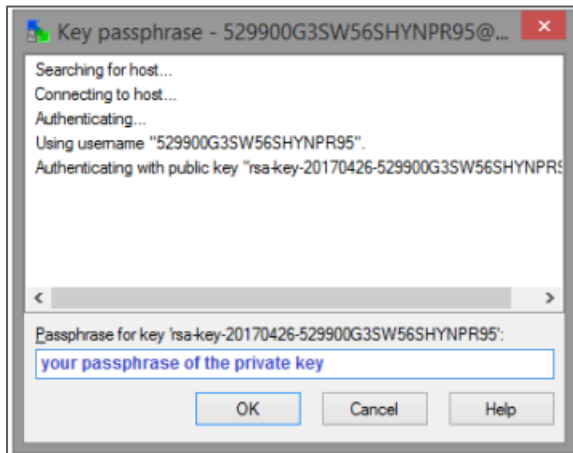 Key passphrase - 529900G3SW56SHYNPR95@...
Searching for host...
Connecting to host...
Authenticating...
Using username "529900G3SW56SHYNPR95".
Authenticating with public key "rsa-key-20170426-529900G3SW56SHYNPR9
Passphrase for key 'rsa-key-20170426-529900G3SW56SHYNPR95':
your passphrase of the private key
OK Cancel Help